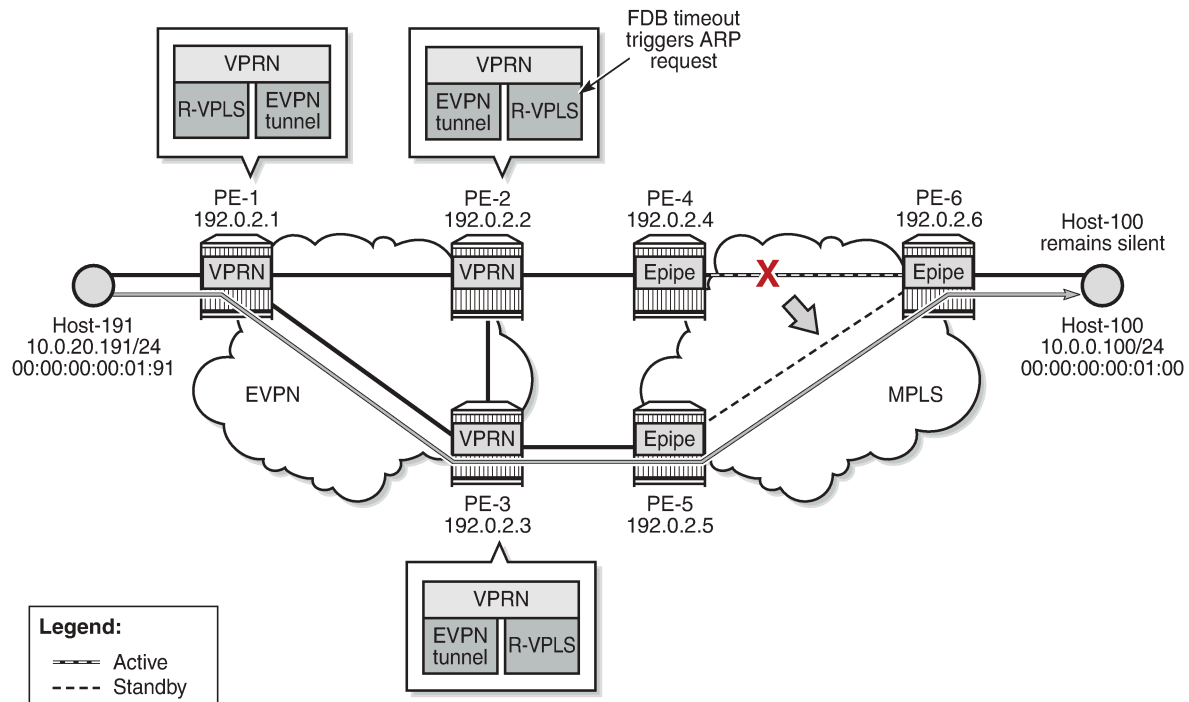 FDB timeout
triggers ARP
request
VPRN
R-VPLS
EVPN
tunnel
VPRN
EVPN
tunnel
R-VPLS
PE-1
192.0.2.1
PE-2
192.0.2.2
PE-4
192.0.2.4
PE-6
192.0.2.6
Host-100
remains silent
VPRN
VPRN
Epipe
X
Epipe
Host-191
10.0.20.191/24
00:00:00:00:01:91
Host-100
10.0.0.100/24
00:00:00:00:01:00
EVPN
MPLS
VPRN
Epipe
PE-3
192.0.2.3
PE-5
192.0.2.5
VPRN
EVPN
tunnel
R-VPLS
Legend:
Active
Standby